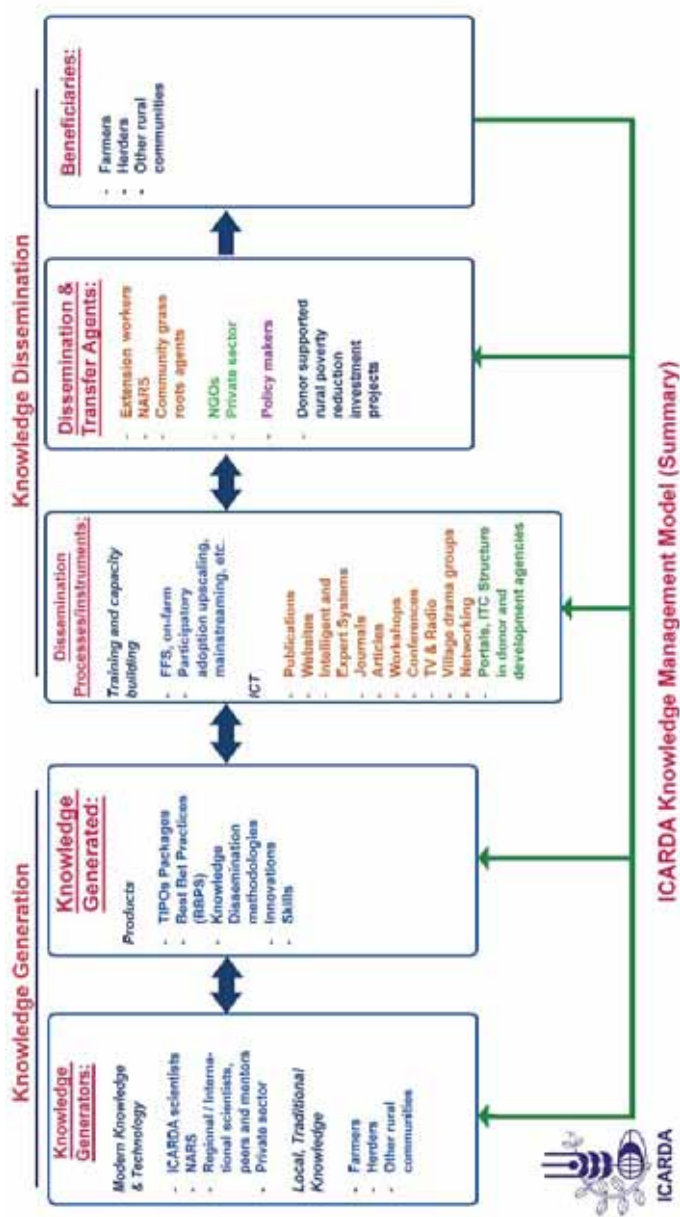 Knowledge Generation
Knowledge Dissemination
Knowledge
Generators:
Modern Knowledge
& Technology
- ICARDA scientists
- NARS
- Regional / Interna-
tional scientists,
peers and mentors
- Private sector
Local, Traditional
Knowledge
- Farmers
- Herders
- Other rural
communities
Knowledge
Generated:
Products
- TIPOs Packages
- Best Bet Practices
(BBPS)
- Knowledge
Dissemination
methodologies
- Innovations
- Skills
Dissemination
Processes/instruments:
Training and capacity
building
- FFS, on-farm
- Participatory
adoption upscaling,
mainstreaming, etc.
ICT
- Publications
- Websites
- Intelligent and
Expert Systems
- Journals
- Articles
- Workshops
- Conferences
- TV & Radio
- Village drama groups
- Networking
- Portals, ITC Structure
in donor and
development agencies
Dissemination &
Transfer Agents:
- Extension workers
- NARS
- Community grass
roots agents
- NGOs
- Private sector
- Policy makers
- Donor supported
rural poverty
reduction
investment
projects
Beneficiaries:
- Farmers
- Herders
- Other rural
communities
ICARDA
ICARDA Knowledge Management Model (Summary)